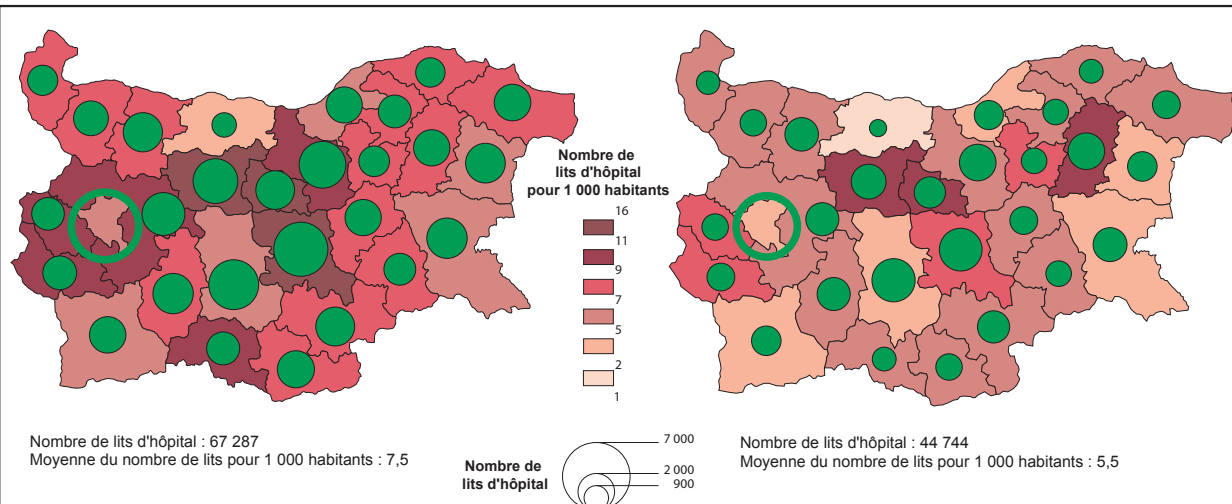 Nombre de
lits d'hôpital
pour 1 000 habitants
16
11
9
7
5
2
1
Nombre de lits d'hôpital : 67 287
Moyenne du nombre de lits pour 1 000 habitants : 7,5
Nombre de
lits d'hôpital
7 000
2 000
900
Nombre de lits d'hôpital : 44 744
Moyenne du nombre de lits pour 1 000 habitants : 5,5